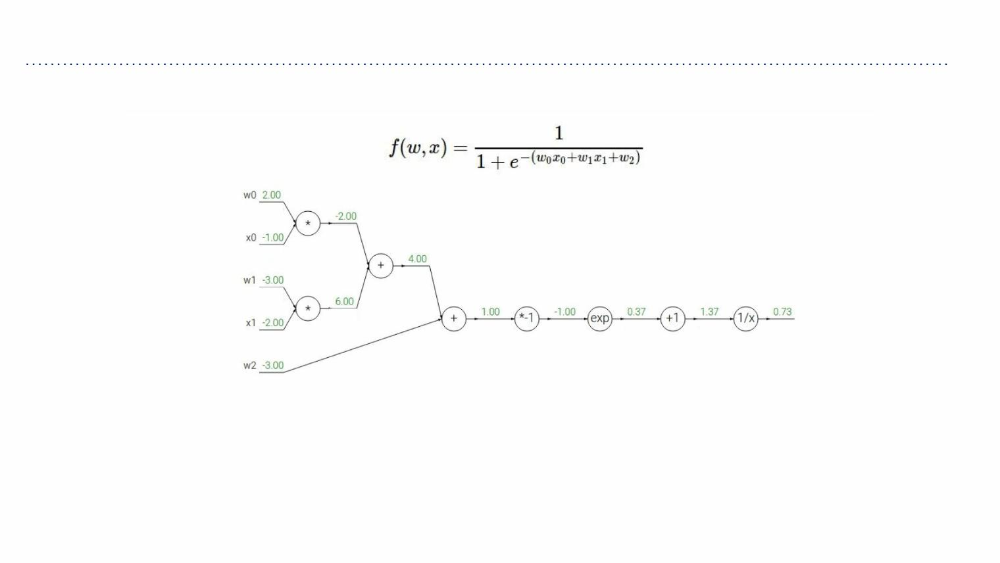 f(w, x) = 1 / (1 + e^−(w₀x₀+w₁x₁+w₂))
w0 2.00
-2.00
x0 -1.00
*
4.00
+
w1 -3.00
6.00
x1 -2.00
*
1.00 -1.00 0.37 1.37 0.73
+ *-1 exp +1 1/x
w2 -3.00